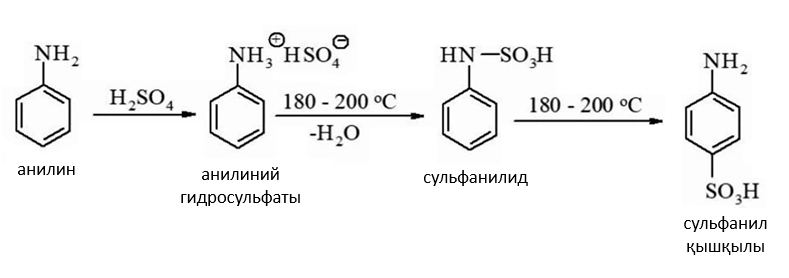 NH₂
H₂SO₄
анилин
NH₃⊕HSO₄⊖
180 - 200 °C
-H₂O
анилиний
гидросульфаты
HN—SO₃H
180 - 200 °C
сульфанилид
NH₂
SO₃H
сульфанил
қышқылы